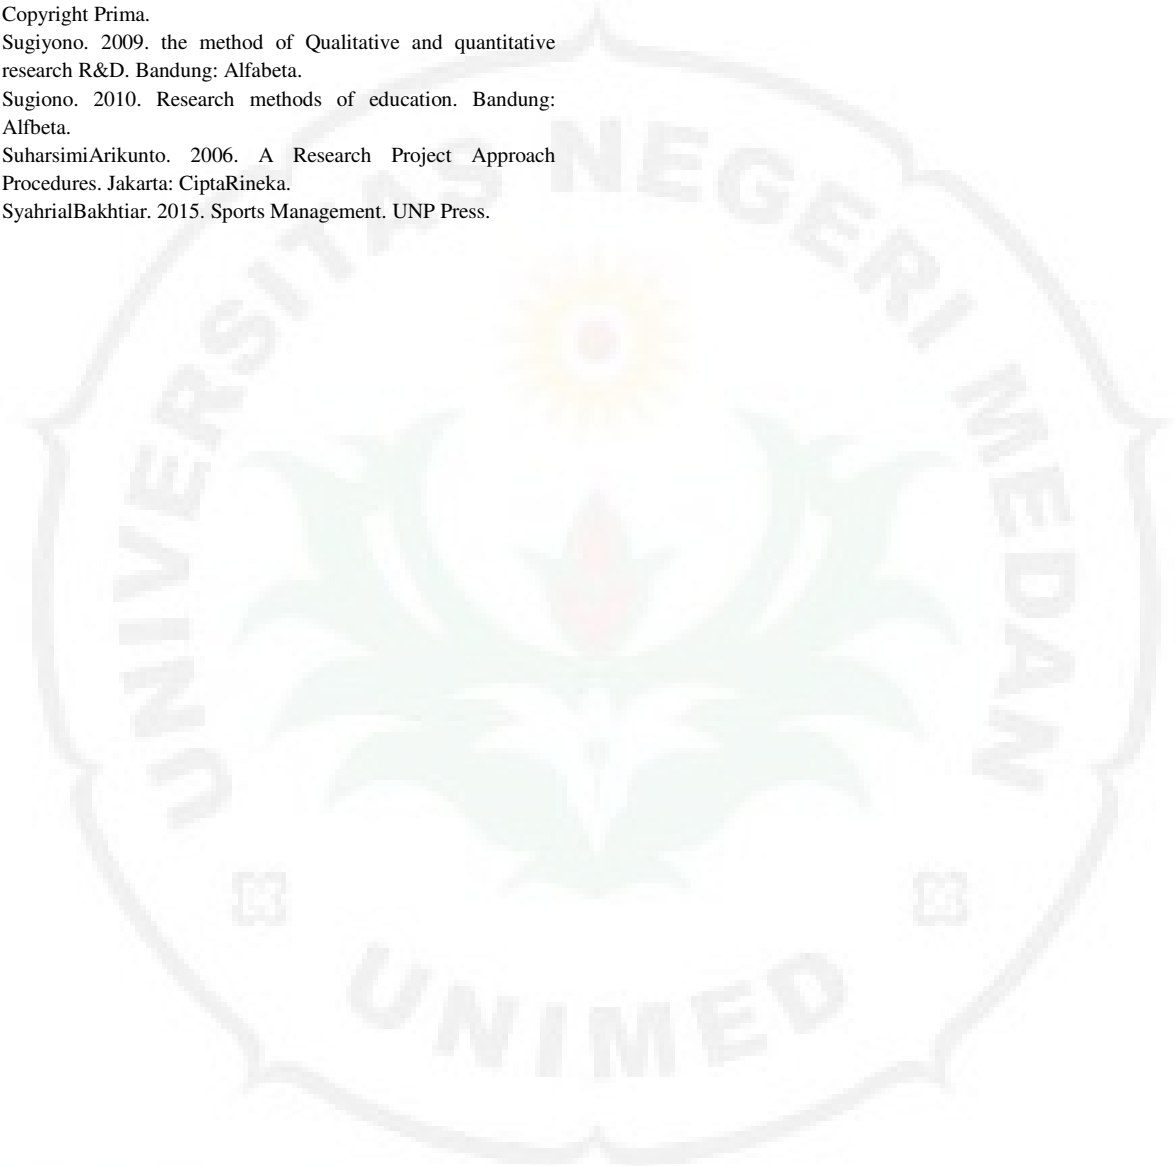 Copyright Prima.
Sugiyono. 2009. the method of Qualitative and quantitative
research R&D. Bandung: Alfabeta.
Sugiono. 2010. Research methods of education. Bandung:
Alfbeta.
SuharsimiArikunto. 2006. A Research Project Approach
Procedures. Jakarta: CiptaRineka.
SyahrialBakhtiar. 2015. Sports Management. UNP Press.
UNIVERSITAS NEGERI MEDAN
UNIMED